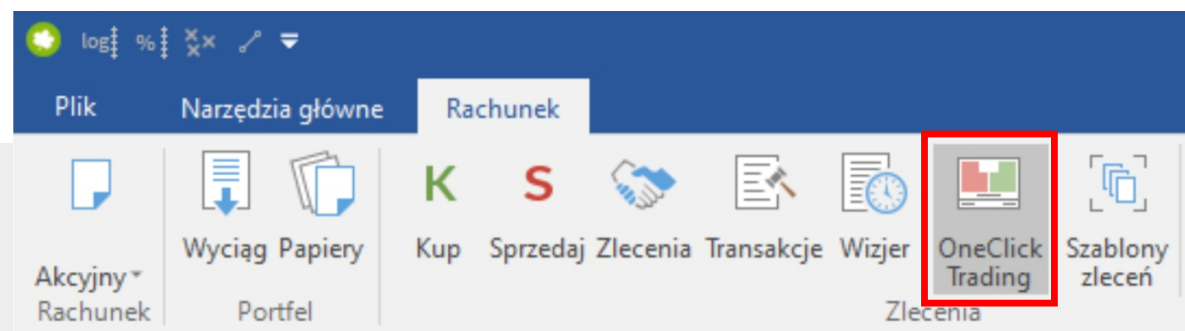 log %
Plik Narzędzia główne Rachunek
K S
Wyciąg Papiery Kup Sprzedaj Zlecenia Transakcje Wizjer OneClick Szablony
Akcyjny Trading zleceń
Rachunek Portfel Zlecenia